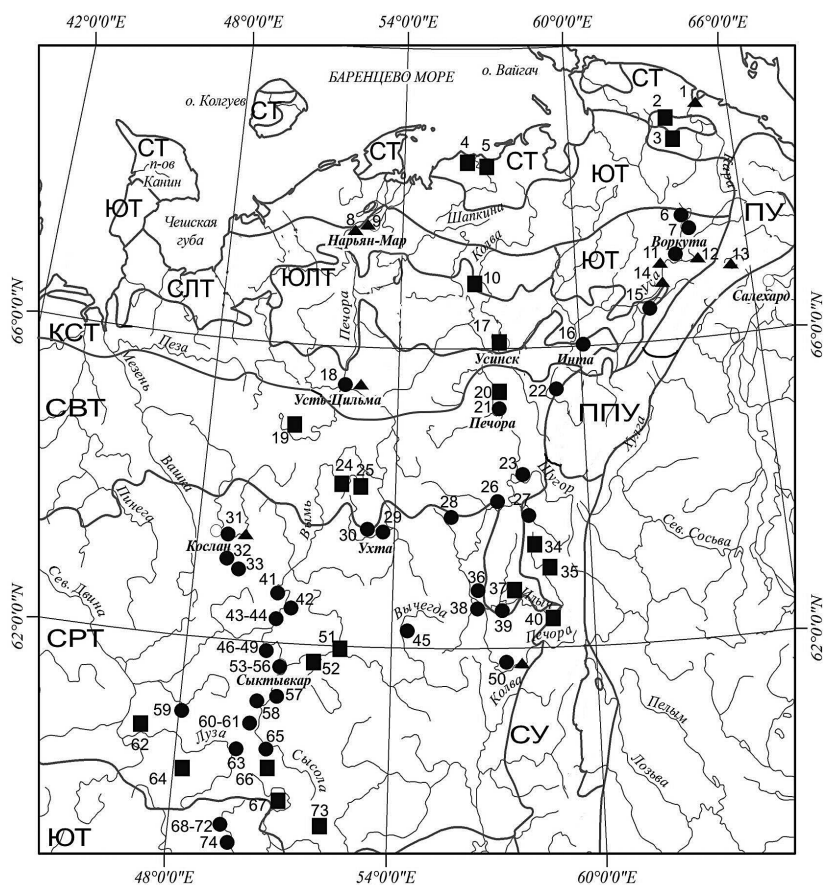 42°0'0"E 48°0'0"E 54°0'0"E 60°0'0"E 66°0'0"E
БАРЕНЦЕВО МОРЕ
о. Вайгач
о. Колгуев
СТ
СТ
1
2
3
СТ
п-ов
Канин
СТ
4
5
СТ
ЮТ
Кара
ЮТ
Чешская
губа
8
9
Нарьян-Мар
Шапкина
6
7
ПУ
Воркута
Колва
ЮТ
11
12
13
14
Уса
15
Салехард
СЛТ
ЮЛТ
10
Печора
66°0'0"N
66°0'0"N
КСТ
17
Усинск
16
Инта
Цеза
Мезень
18
Усть-Цильма
20
21
Печора
22
СВТ
ППУ
19
Хулга
Вашка
24
25
23
Щугор
Пинега
Вымь
26
27
28
29
30
Ухта
31
Кослан
32
33
34
35
Сев. Сосьва
Сев. Двина
36
37
Илыч
38
39
40
Печора
41
42
43-44
Вычегда
45
62°0'0"N
62°0'0"N
СРТ
46-49
51
52
53-56
Сыктывкар
50
Колва
57
58
59
60-61
Пелым
62
Луза
63
65
СУ
64
66
Сысола
Лозьва
67
73
68-72
74
ЮТ
48°0'0"E 54°0'0"E 60°0'0"E